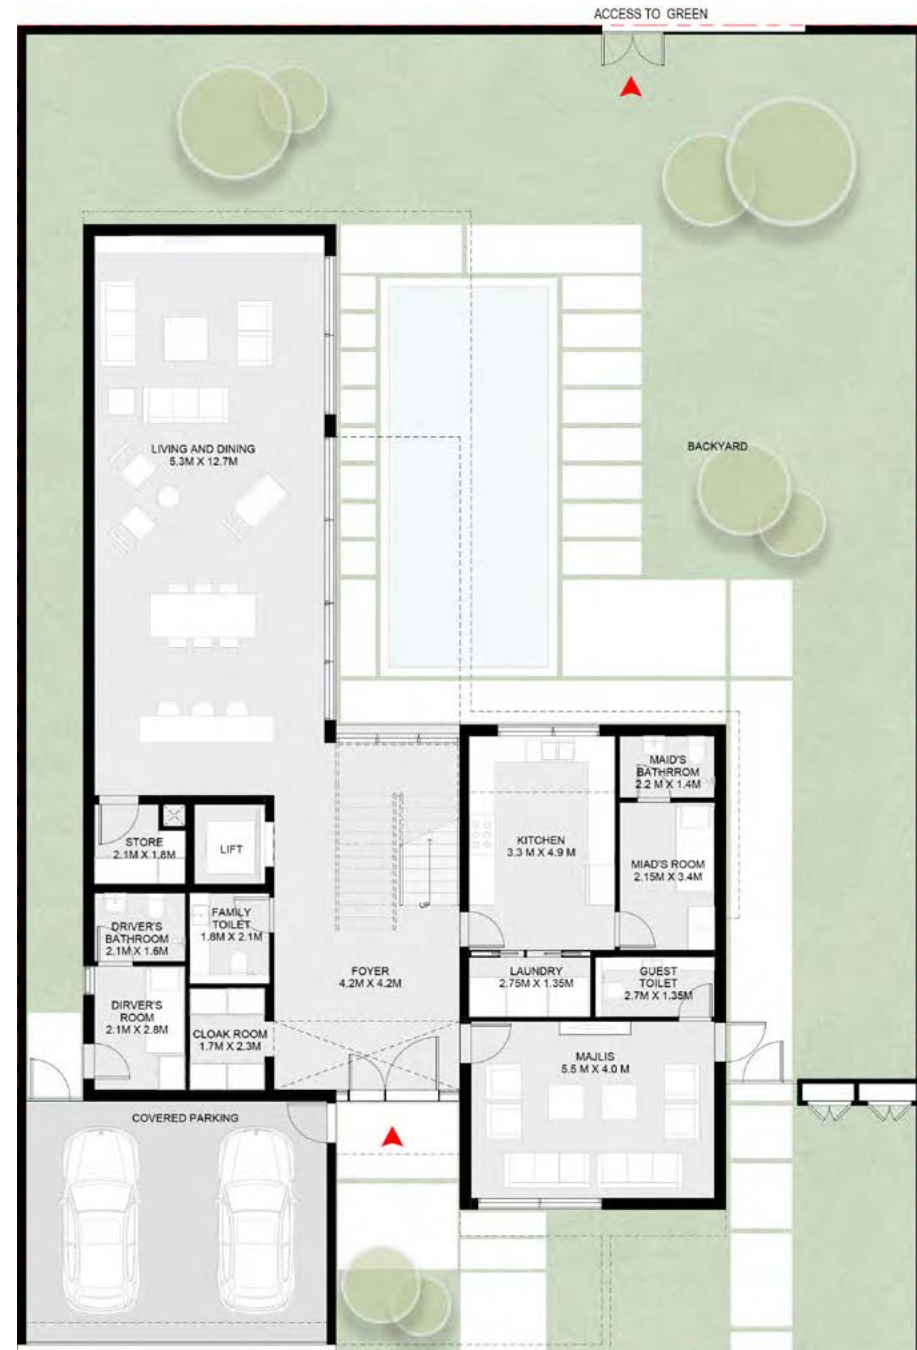 ACCESS TO GREEN
LIVING AND DINING
5.3M X 12.7M
BACKYARD
MAID'S
BATHRROM
2.2 M X 1.4M
STORE
2.1M X 1.8M
LIFT
KITCHEN
3.3 M X 4.9 M
MIAD'S ROOM
2.15M X 3.4M
UP
FAMILY
TOILET
1.8M X 2.1M
DRIVER'S
BATHROOM
2.1M X 1.6M
FOYER
4.2M X 4.2M
LAUNDRY
2.75M X 1.35M
GUEST
TOILET
2.7M X 1.35M
DIRVER'S
ROOM
2.1M X 2.8M
CLOAK ROOM
1.7M X 2.3M
MAJLIS
5.5 M X 4.0 M
COVERED PARKING